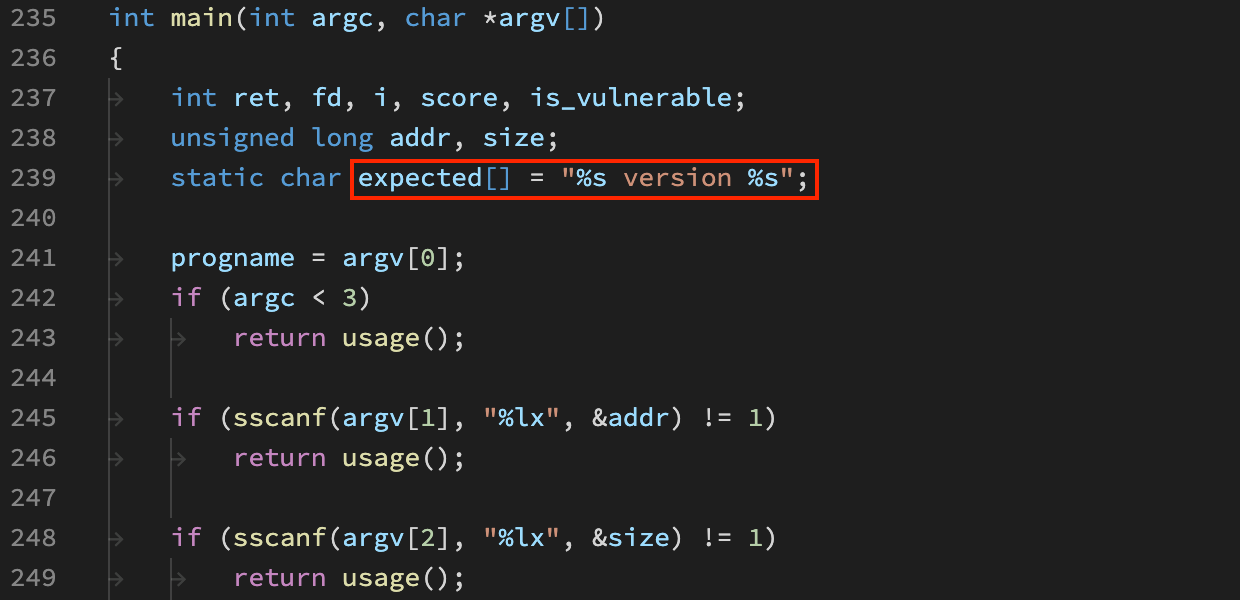 235 int main(int argc, char *argv[])
236 {
237 int ret, fd, i, score, is_vulnerable;
238 unsigned long addr, size;
239 static char expected[] = "%s version %s";
240
241 progname = argv[0];
242 if (argc < 3)
243 return usage();
244
245 if (sscanf(argv[1], "%lx", &addr) != 1)
246 return usage();
247
248 if (sscanf(argv[2], "%lx", &size) != 1)
249 return usage();